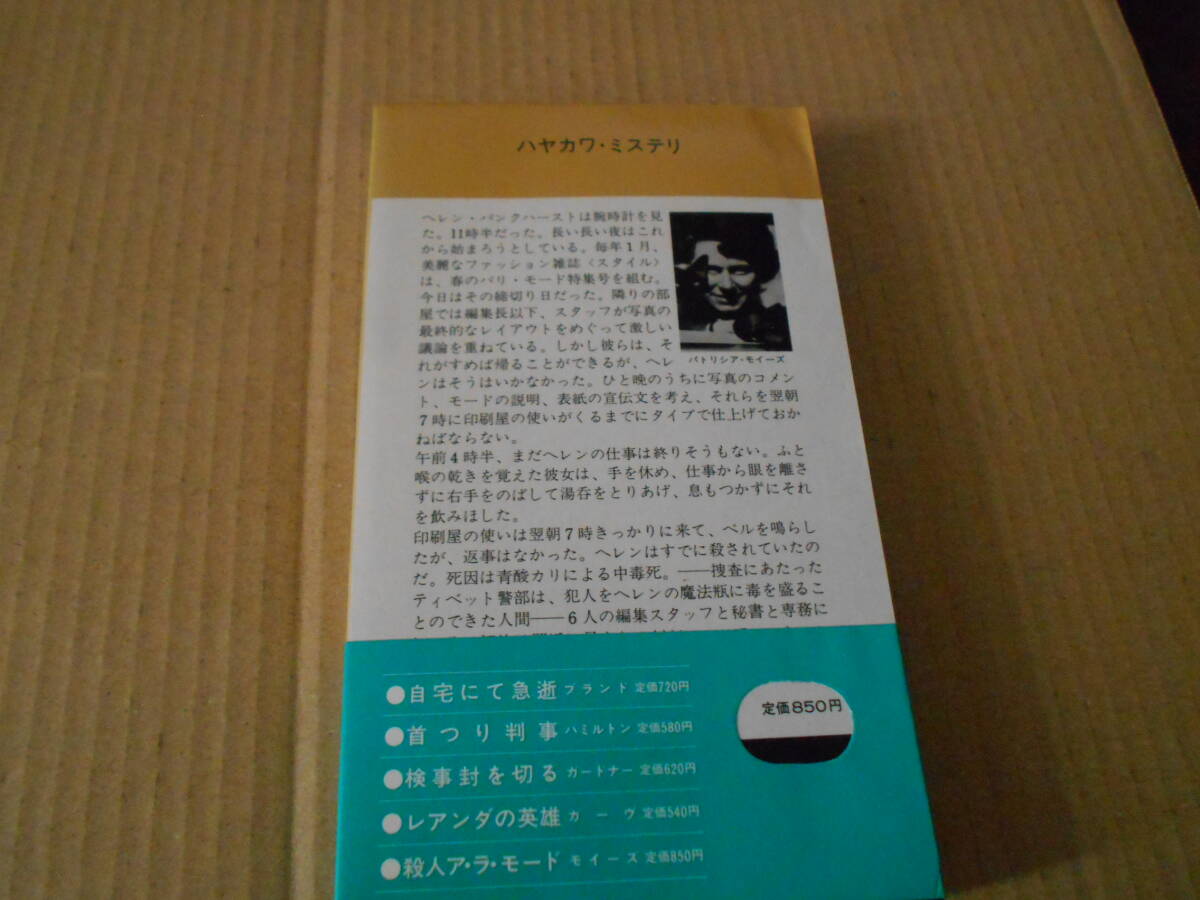 ハヤカワ・ミステリ
ヘレン・パンクハーストは腕時計を見
た。11時半だった。長い長い夜はこれ
から始まろうとしている。毎年1月、
美麗なファッション雑誌〈スタイル〉
は、春のパリ・モード特集号を組む。
今日はその締切り日だった。隣りの部
屋では編集長以下、スタッフが写真の
最終的なレイアウトをめぐって激しい
議論を重ねている。しかし彼らは、そ
れがすめば帰ることができるが、ヘレ
ンはそうはいかなかった。ひと晩のうちに写真のコメン
ト、モードの説明、表紙の宣伝文を考え、それらを翌朝
7時に印刷屋の使いがくるまでにタイプで仕上げておか
ねばならない。
午前4時半、まだヘレンの仕事は終りそうもない。ふと
喉の乾きを覚えた彼女は、手を休め、仕事から眼を離さ
ずに右手をのばして湯呑をとりあげ、息もつかずにそれ
を飲みほした。
印刷屋の使いは翌朝7時きっかりに来て、ベルを鳴らし
たが、返事はなかった。ヘレンはすでに殺されていたの
だ。死因は青酸カリによる中毒死。――捜査にあたった
ティベット警部は、犯人をヘレンの魔法瓶に毒を盛るこ
とのできた人間――6人の編集スタッフと秘書と専務に
パトリシア・モイーズ
●自宅にて急逝 ブランド 定価720円
●首つり判事 ハミルトン 定価580円
●検事封を切る ガードナー 定価620円
●レアンダの英雄 ガーヴ 定価540円
●殺人ア・ラ・モード モイーズ 定価850円
定価850円